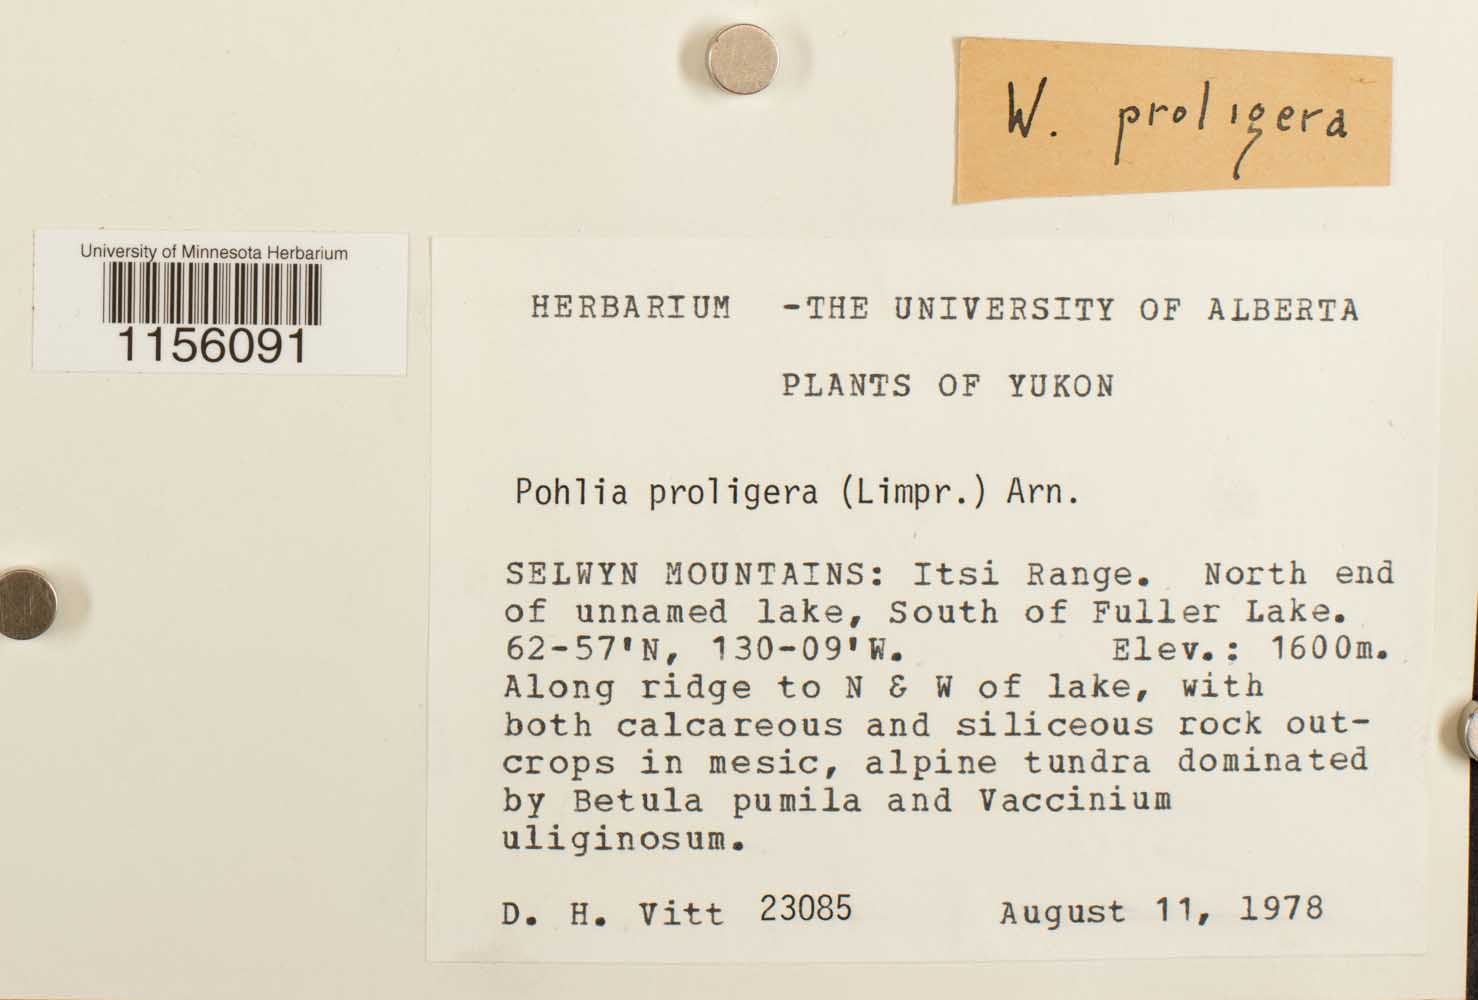 W. proligera
University of Minnesota Herbarium
1156091
HERBARIUM -THE UNIVERSITY OF ALBERTA
PLANTS OF YUKON
Pohlia proligera (Limpr.) Arn.
SELWYN MOUNTAINS: Itsi Range. North end
of unnamed lake, South of Fuller Lake.
62-57'N, 130-09'W. Elev.: 1600m.
Along ridge to N & W of lake, with
both calcareous and siliceous rock out-
crops in mesic, alpine tundra dominated
by Betula pumila and Vaccinium
uliginosum.
D. H. Vitt 23085 August 11, 1978